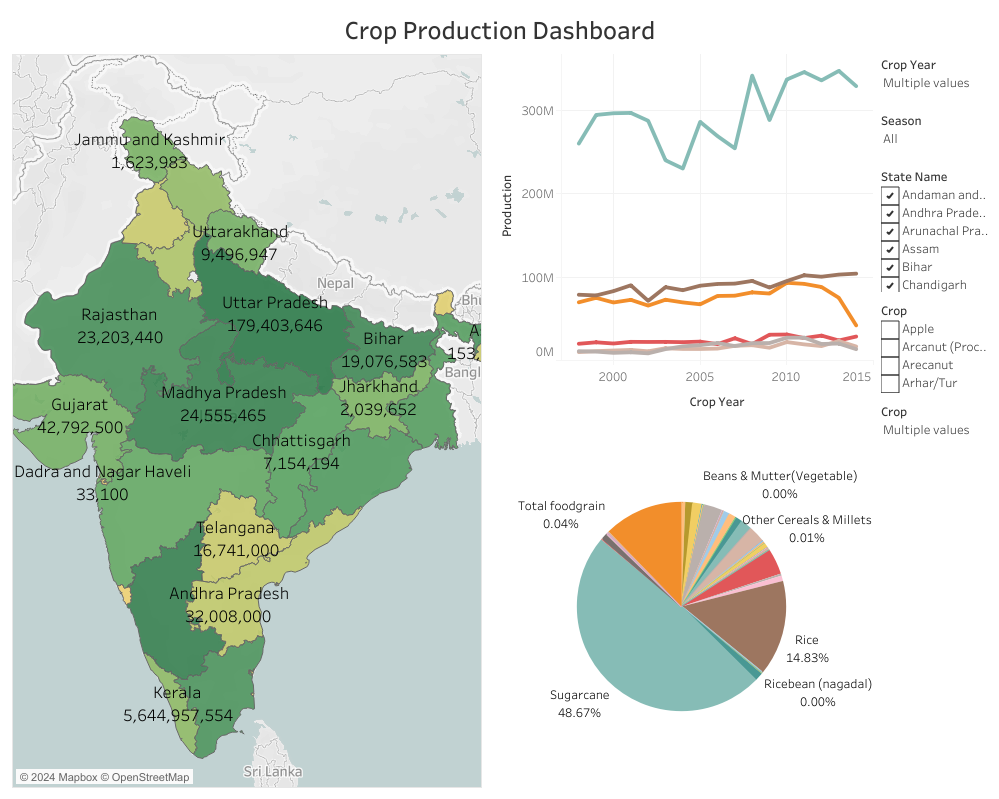 Crop Production Dashboard
Jammu and Kashmir
1,623,983
Uttarakhand
9,496,947
Nepal
Bhu
Uttar Pradesh
179,403,646
Rajasthan
23,203,440
Bihar
19,076,583
A
153,
Bangl
Jharkhand
2,039,652
Madhya Pradesh
24,555,465
Gujarat
42,792,500
Chhattisgarh
7,154,194
Dadra and Nagar Haveli
33,100
Telangana
16,741,000
Andhra Pradesh
32,008,000
Kerala
5,644,957,554
Sri Lanka
© 2024 Mapbox © OpenStreetMap
Production
300M
200M
100M
0M
2000
2005
2010
2015
Crop Year
Crop Year
Multiple values
Season
All
State Name
Andaman and..
Andhra Prade..
Arunachal Pra..
Assam
Bihar
Chandigarh
Crop
Apple
Arcanut (Proc..
Arecanut
Arhar/Tur
Crop
Multiple values
Beans & Mutter(Vegetable)
0.00%
Total foodgrain
0.04%
Other Cereals & Millets
0.01%
Rice
14.83%
Ricebean (nagadal)
0.00%
Sugarcane
48.67%